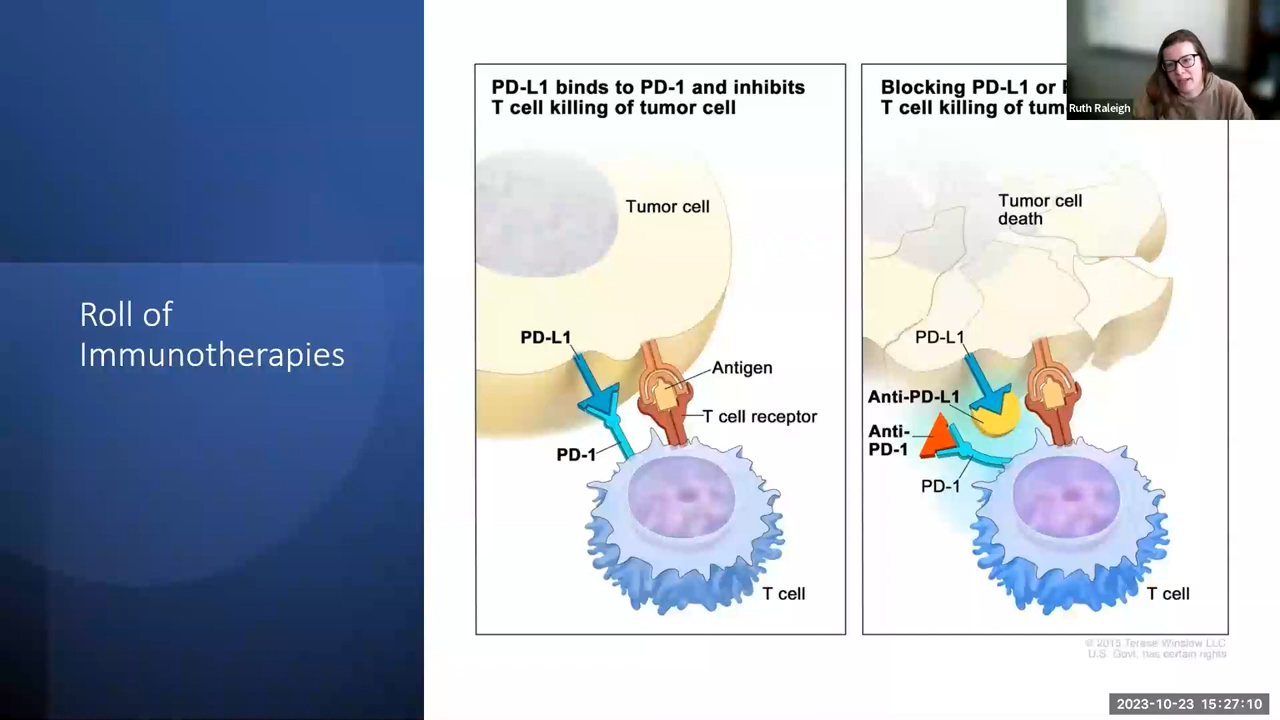 Roll of
Immunotherapies
PD-L1 binds to PD-1 and inhibits
T cell killing of tumor cell
Tumor cell
PD-L1
Antigen
T cell receptor
PD-1
T cell
Blocking PD-L1 or
T cell killing of tum
Tumor cell
death
PD-L1
Anti-PD-L1
Anti-
PD-1
PD-1
T cell
© 2015 Terese Winslow LLC
U.S. Govt. has certain rights
Ruth Raleigh
2023-10-23 15:27:10